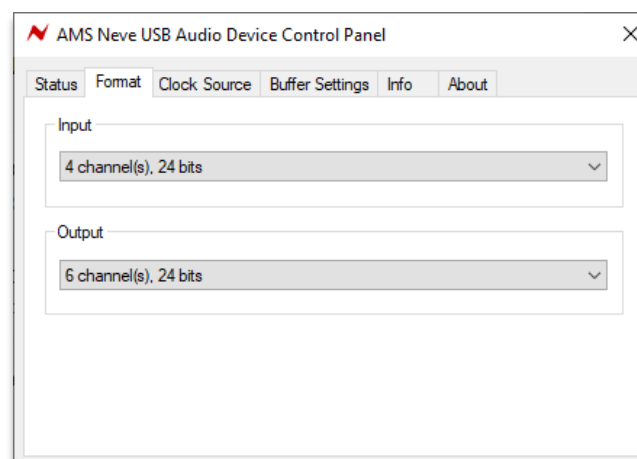 AMS Neve USB Audio Device Control Panel
Status Format Clock Source Buffer Settings Info About
Input
4 channel(s), 24 bits
Output
6 channel(s), 24 bits